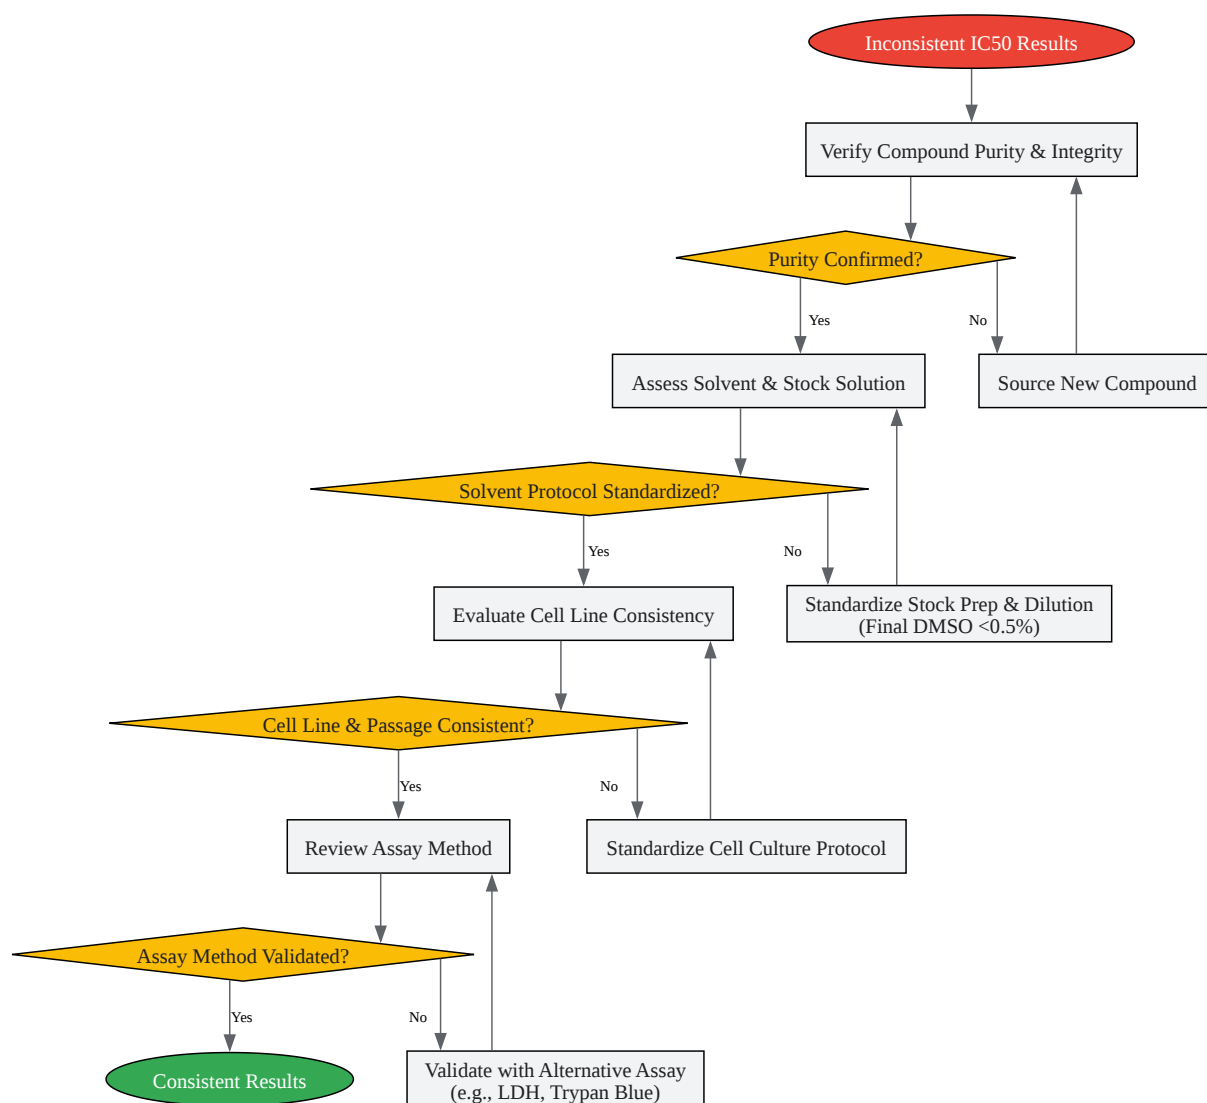 Inconsistent IC50 Results
Verify Compound Purity & Integrity
Purity Confirmed?
Yes
No
Assess Solvent & Stock Solution
Source New Compound
Solvent Protocol Standardized?
Yes
No
Evaluate Cell Line Consistency
Standardize Stock Prep & Dilution
(Final DMSO <0.5%)
Cell Line & Passage Consistent?
Yes
No
Review Assay Method
Standardize Cell Culture Protocol
Assay Method Validated?
Yes
No
Consistent Results
Validate with Alternative Assay
(e.g., LDH, Trypan Blue)